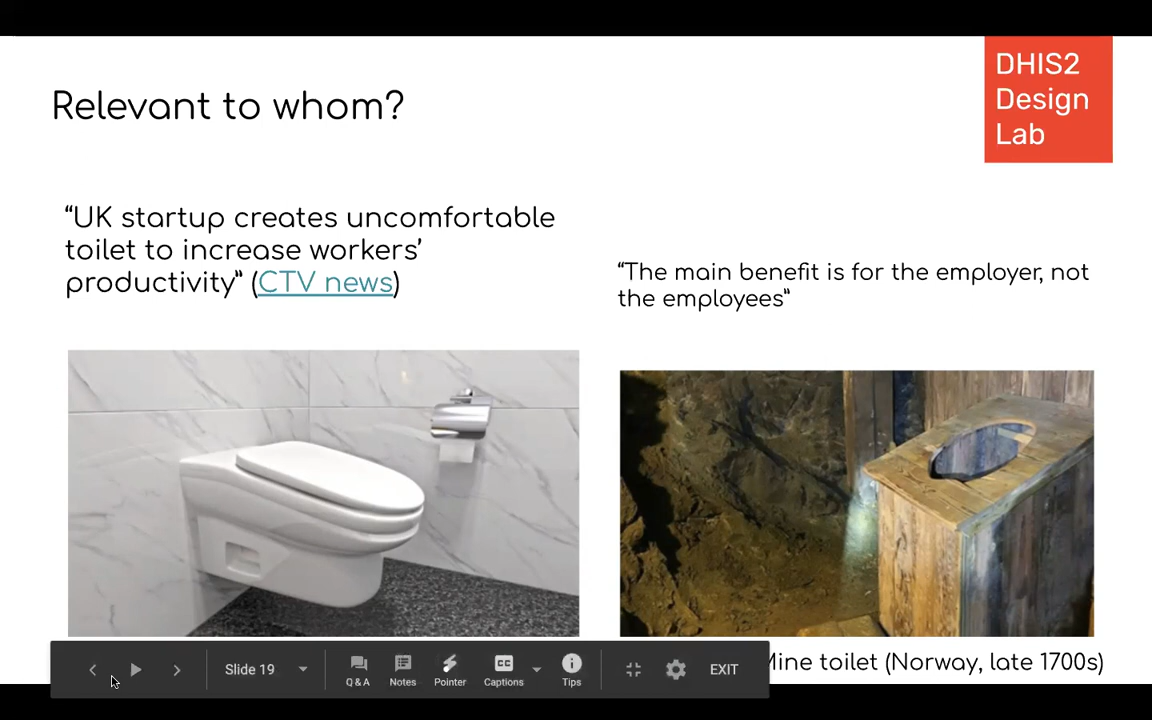 Relevant to whom?
DHIS2
Design
Lab
“UK startup creates uncomfortable
toilet to increase workers’
productivity” (CTV news)
“The main benefit is for the employer, not
the employees”
Mine toilet (Norway, late 1700s)
Slide 19
Q & A
Notes
Pointer
CC
Captions
Tips
EXIT